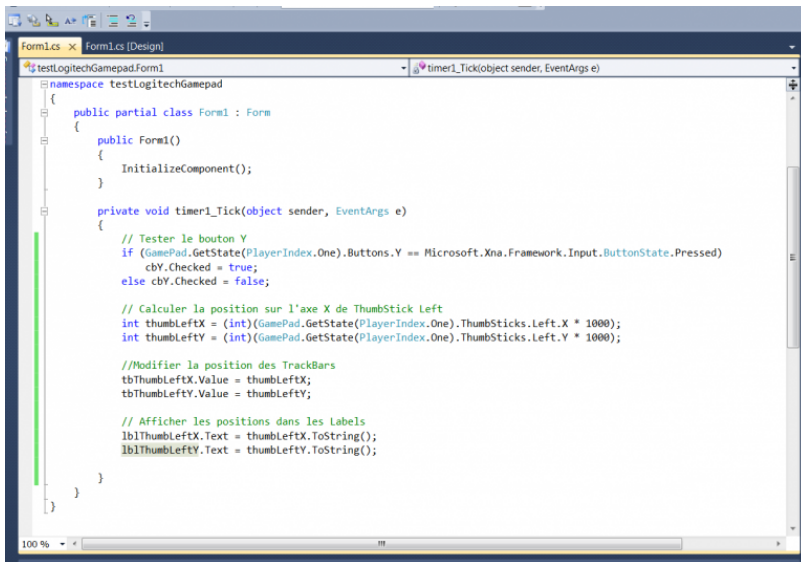 Form1.cs × Form1.cs [Design]
testLogitechGamepad.Form1 timer1_Tick(object sender, EventArgs e)
namespace testLogitechGamepad
{
public partial class Form1 : Form
{
public Form1()
{
InitializeComponent();
}
private void timer1_Tick(object sender, EventArgs e)
{
// Tester le bouton Y
if (GamePad.GetState(PlayerIndex.One).Buttons.Y == Microsoft.Xna.Framework.Input.ButtonState.Pressed)
cbY.Checked = true;
else cbY.Checked = false;
// Calculer la position sur l'axe X de ThumbStick Left
int thumbLeftX = (int)(GamePad.GetState(PlayerIndex.One).ThumbSticks.Left.X * 1000);
int thumbLeftY = (int)(GamePad.GetState(PlayerIndex.One).ThumbSticks.Left.Y * 1000);
//Modifier la position des TrackBars
tbThumbLeftX.Value = thumbLeftX;
tbThumbLeftY.Value = thumbLeftY;
// Afficher les positions dans les Labels
lblThumbLeftX.Text = thumbLeftX.ToString();
lblThumbLeftY.Text = thumbLeftY.ToString();
}
}
}
100 %